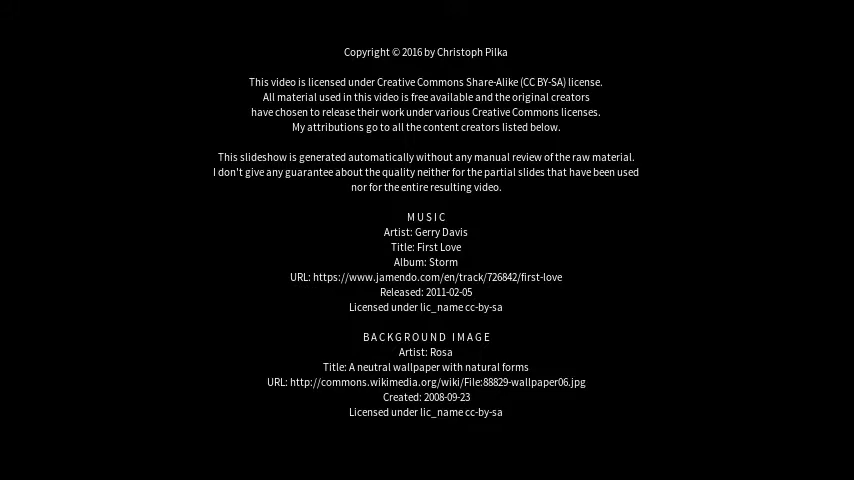 Copyright © 2016 by Christoph Pilka
This video is licensed under Creative Commons Share-Alike (CC BY-SA) license.
All material used in this video is free available and the original creators
have chosen to release their work under various Creative Commons licenses.
My attributions go to all the content creators listed below.
This slideshow is generated automatically without any manual review of the raw material.
I don't give any guarantee about the quality neither for the partial slides that have been used
nor for the entire resulting video.
M U S I C
Artist: Gerry Davis
Title: First Love
Album: Storm
URL: https://www.jamendo.com/en/track/726842/first-love
Released: 2011-02-05
Licensed under lic_name cc-by-sa
B A C K G R O U N D   I M A G E
Artist: Rosa
Title: A neutral wallpaper with natural forms
URL: http://commons.wikimedia.org/wiki/File:88829-wallpaper06.jpg
Created: 2008-09-23
Licensed under lic_name cc-by-sa